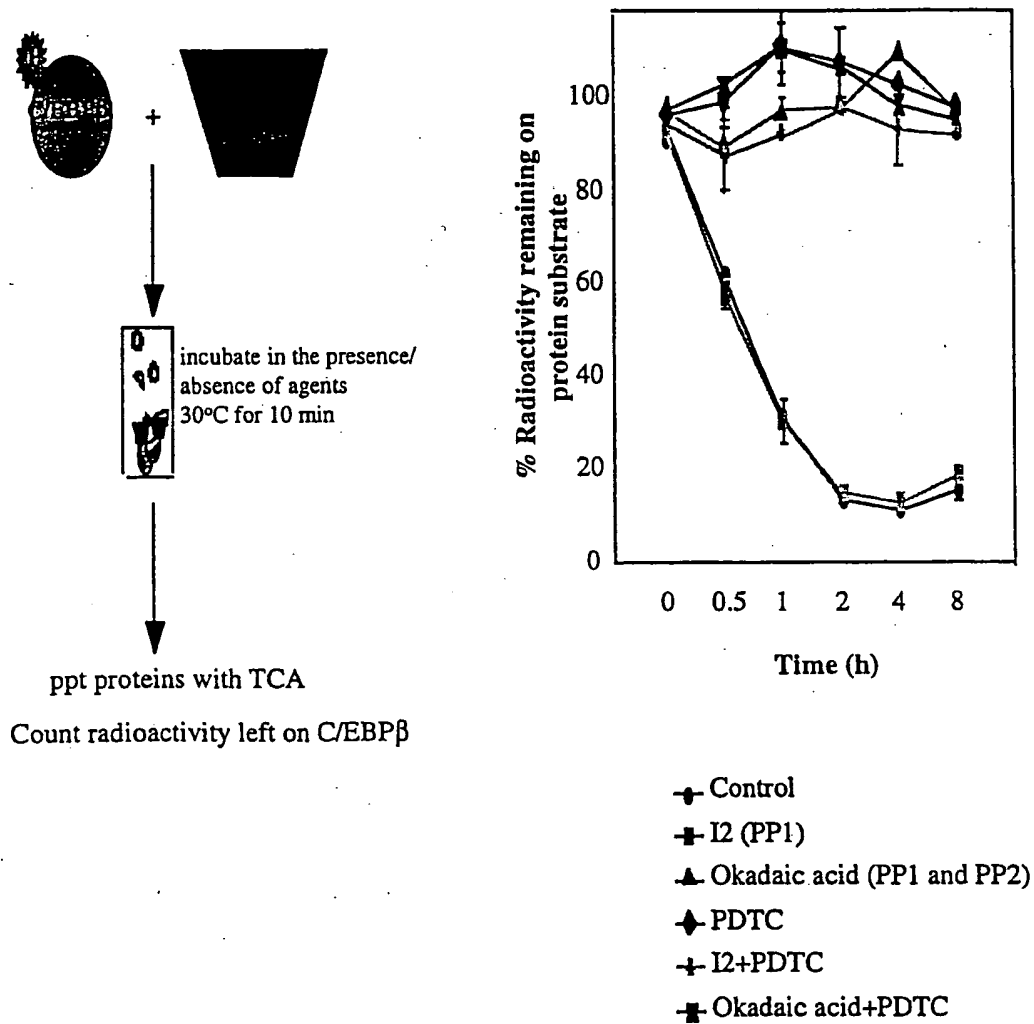 C/EBPβ
+
incubate in the presence/
absence of agents
30°C for 10 min
ppt proteins with TCA
Count radioactivity left on C/EBPβ
% Radioactivity remaining on
protein substrate
100
80
60
40
20
0
0 0.5 1 2 4 8
Time (h)
Control
I2 (PP1)
Okadaic acid (PP1 and PP2)
PDTC
I2+PDTC
Okadaic acid+PDTC